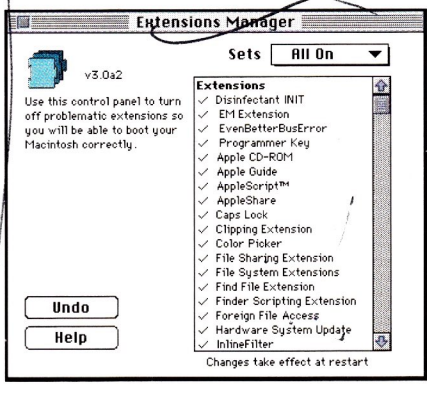 Extensions Manager
Sets All On
v3.0a2
Use this control panel to turn
off problematic extensions so
you will be able to boot your
Macintosh correctly.
Undo
Help
Extensions
✓ Disinfectant INIT
✓ EM Extension
✓ EvenBetterBusError
✓ Programmer Key
✓ Apple CD-ROM
✓ Apple Guide
✓ AppleScript™
✓ AppleShare
✓ Caps Lock
✓ Clipping Extension
✓ Color Picker
✓ File Sharing Extension
✓ File System Extensions
✓ Find File Extension
✓ Finder Scripting Extension
✓ Foreign File Access
✓ Hardware System Update
✓ InlineFilter
Changes take effect at restart